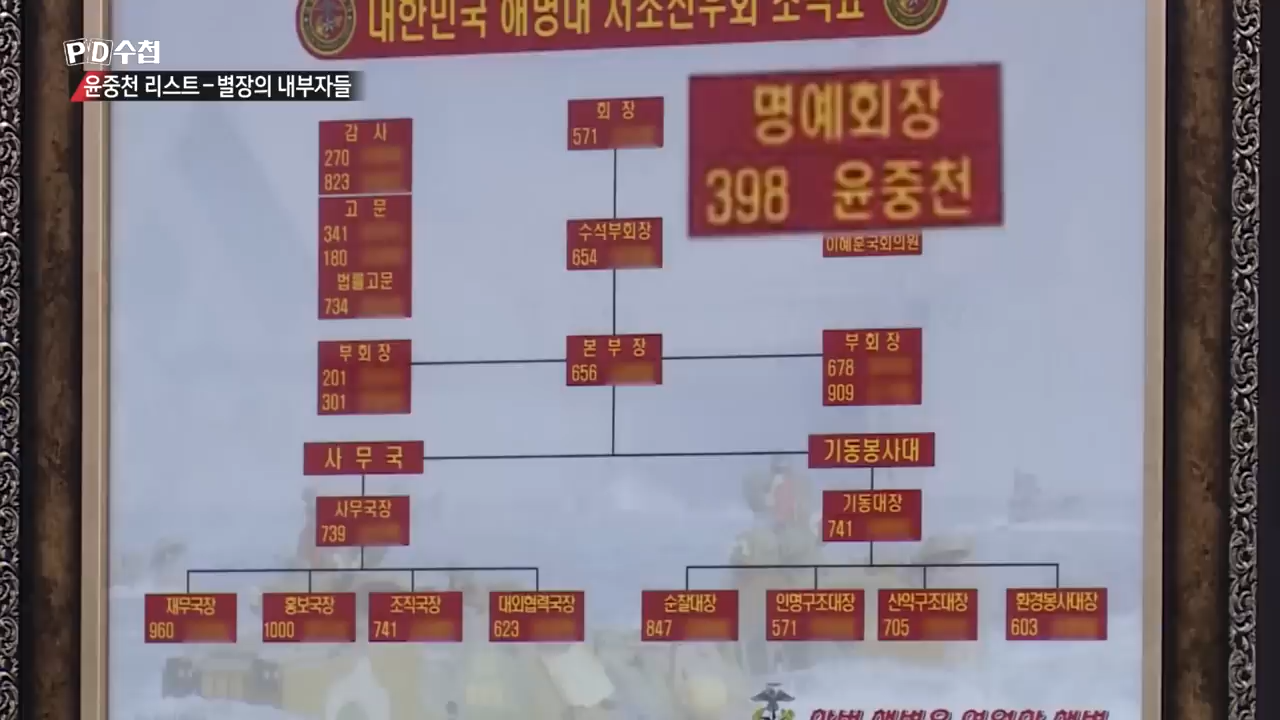 대한민국 해병대 서초전우회 조직표
PD수첩
윤중천 리스트 - 별장의 내부자들
명예회장
398 윤중천
이혜훈국회의원
회 장
571
감 사
270
823
고 문
341
180
법률고문
734
수석부회장
654
부 회 장
201
301
본 부 장
656
부 회 장
678
909
사 무 국
기동봉사대
사무국장
739
기동대장
741
재무국장
960
홍보국장
1000
조직국장
741
대외협력국장
623
순찰대장
847
인명구조대장
571
산악구조대장
705
환경봉사대장
603